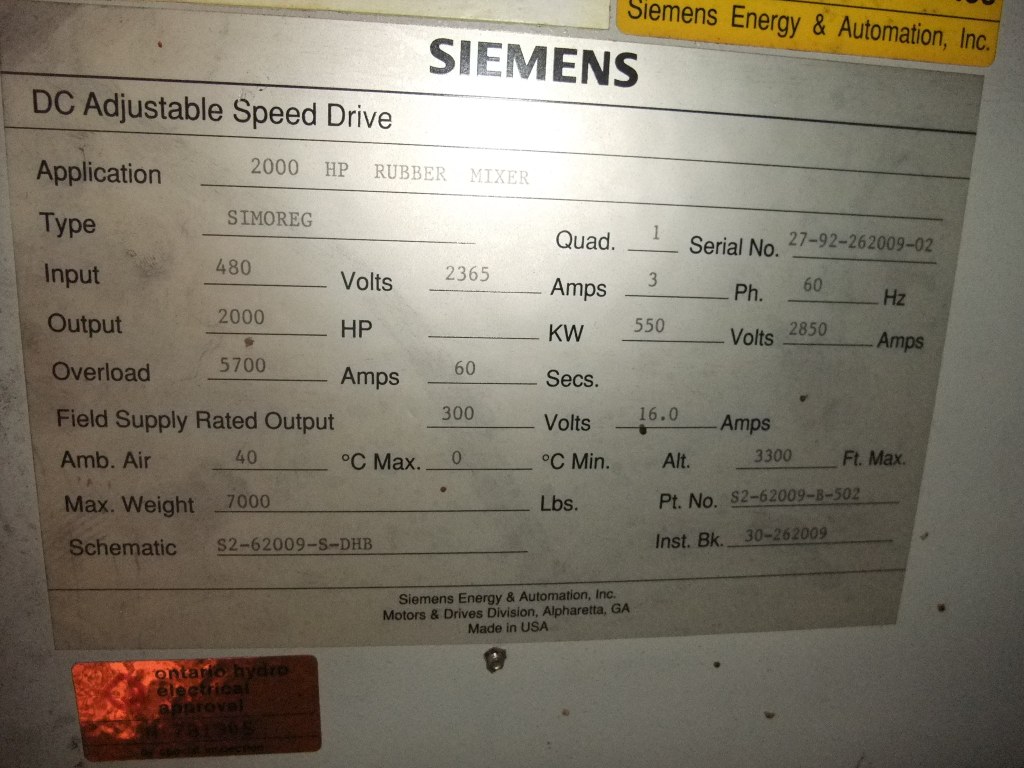 Siemens Energy & Automation, Inc.
SIEMENS
DC Adjustable Speed Drive
Application 2000 HP RUBBER MIXER
Type SIMOREG Quad. 1 Serial No. 27-92-262009-02
Input 480 Volts 2365 Amps 3 Ph. 60 Hz
Output 2000 HP KW 550 Volts 2850 Amps
Overload 5700 Amps 60 Secs.
Field Supply Rated Output 300 Volts 16.0 Amps
Amb. Air 40 °C Max. 0 °C Min. Alt. 3300 Ft. Max.
Max. Weight 7000 Lbs. Pt. No. S2-62009-8-502
Schematic S2-62009-S-DHB Inst. Bk. 30-262009
Siemens Energy & Automation, Inc.
Motors & Drives Division, Alpharetta, GA
Made in USA
ontario hydro
electrical
approval
by special inspection